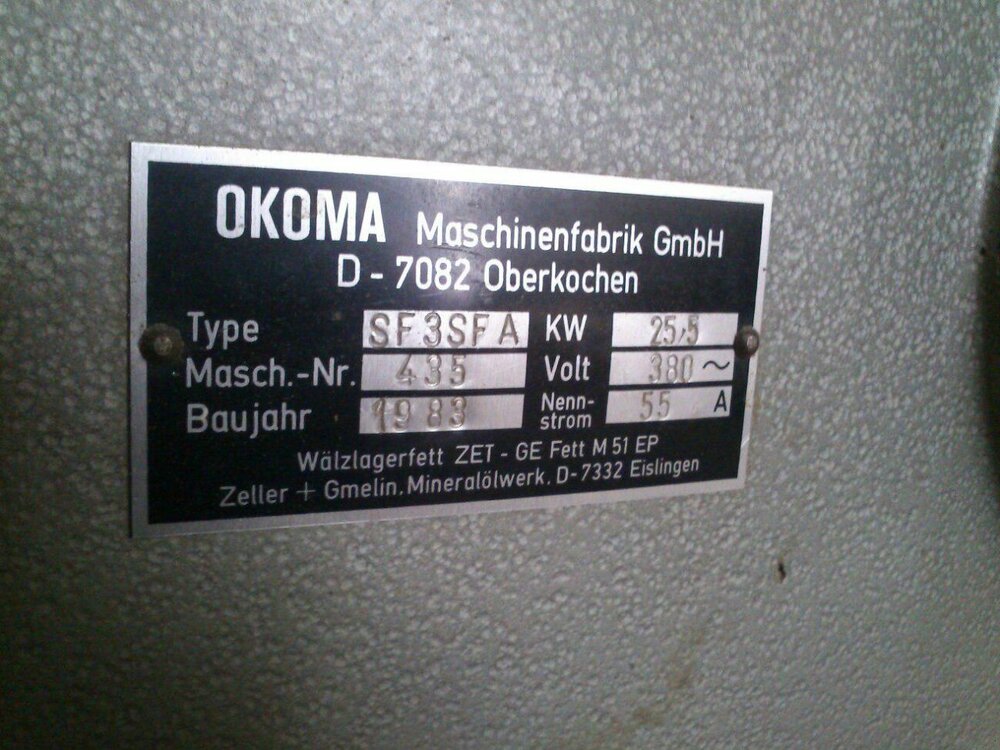 OKOMA Maschinenfabrik GmbH
D - 7082 Oberkochen
Type SF3SFA KW 25,5
Masch.-Nr. 435 Volt 380 ~
Baujahr 1983 Nenn-strom 55 A
Wälzlagerfett ZET - GE Fett M 51 EP
Zeller + Gmelin. Mineralölwerk. D-7332 Eislingen